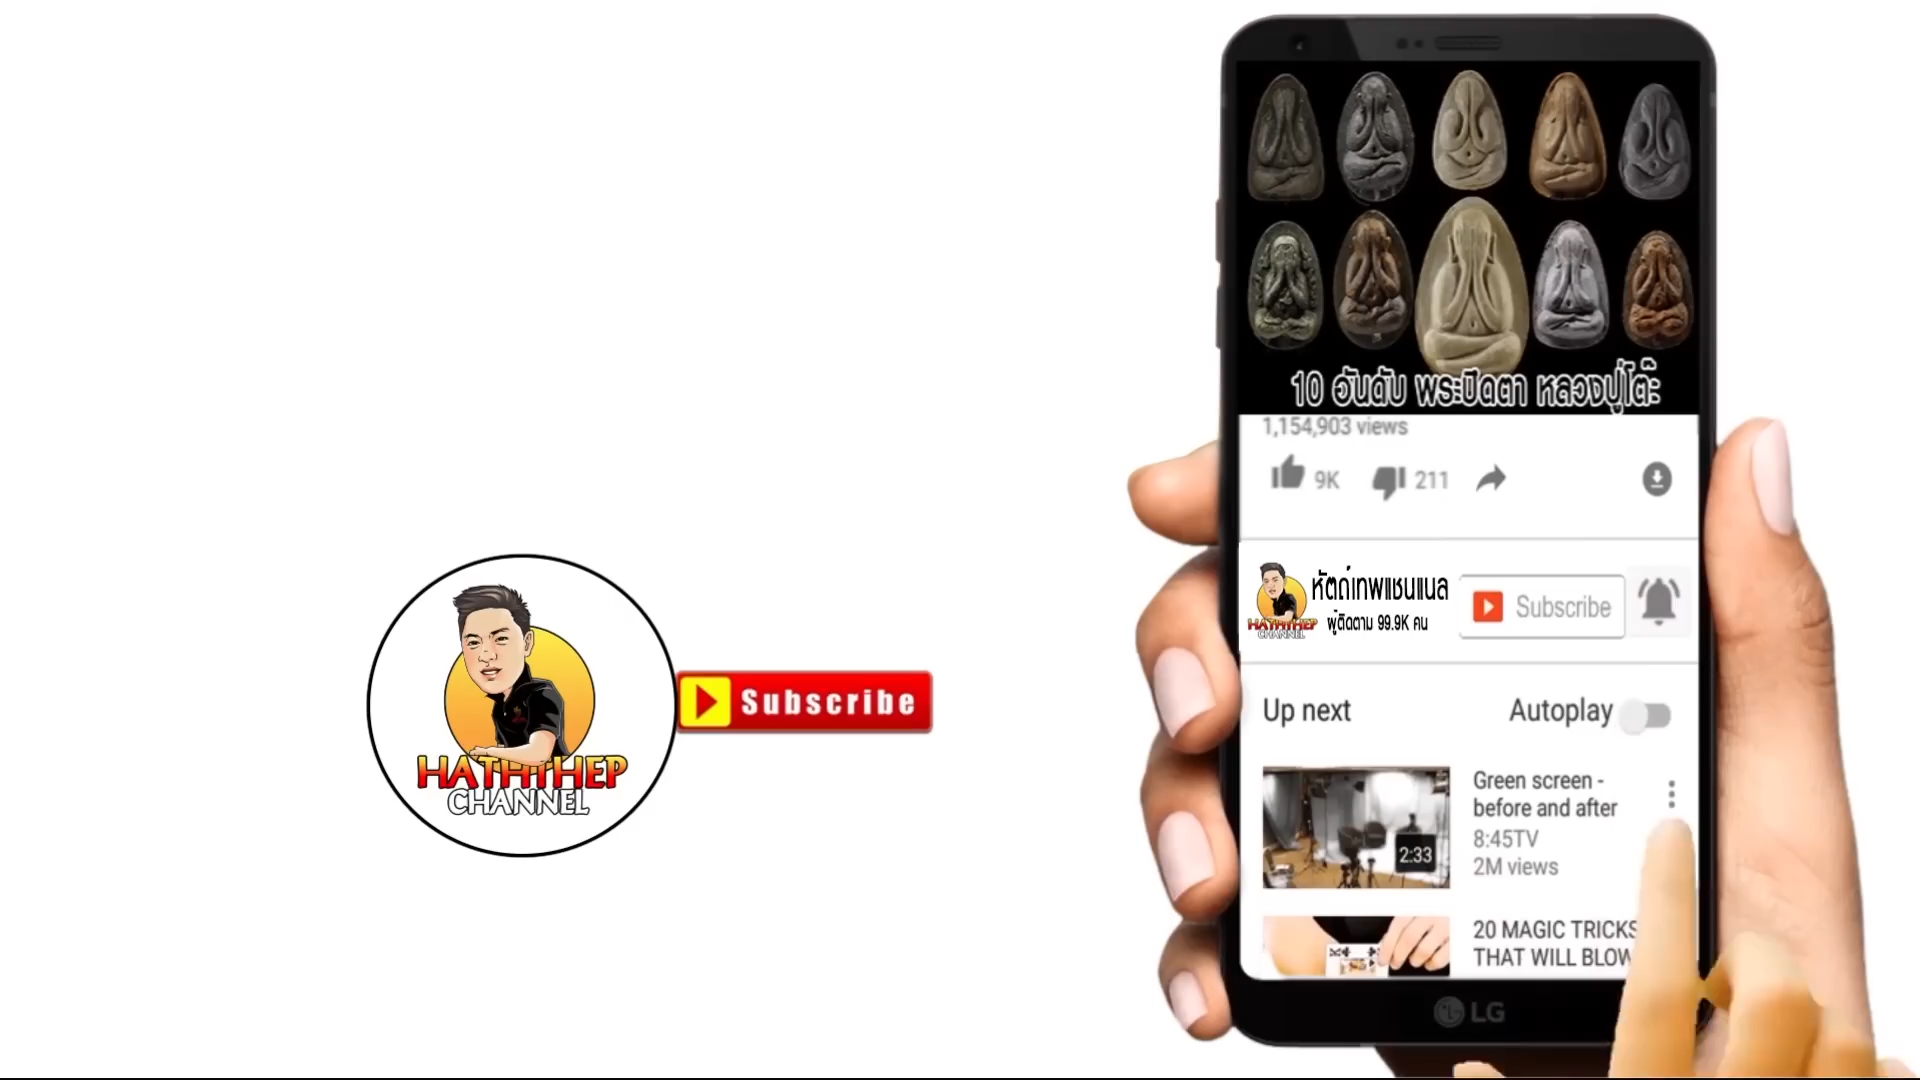 HATHTHEP
CHANNEL
Subscribe
10 อันดับ พระปิดตา หลวงปู่โต๊ะ
1,154,903 views
9K
211
หัตถ์เทพแชนแนล
ผู้ติดตาม 99.9K คน
HATHTHEP
CHANNEL
Subscribe
Up next
Autoplay
Green screen -
before and after
8:45TV
2M views
2:33
20 MAGIC TRICKS
THAT WILL BLOW
LG